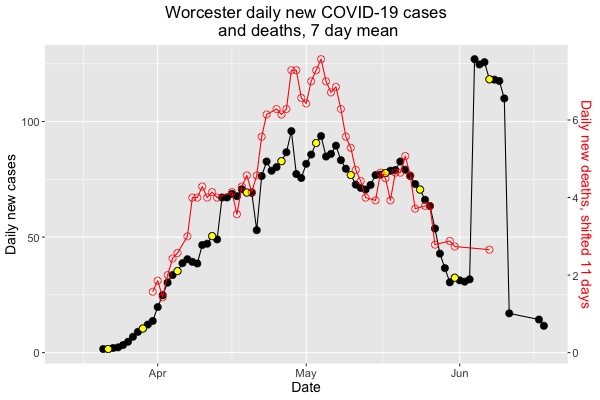 Worcester daily new COVID-19 cases
and deaths, 7 day mean
Daily new cases
100
50
0
6
4
2
0
Daily new deaths, shifted 11 days
Apr
May
Jun
Date